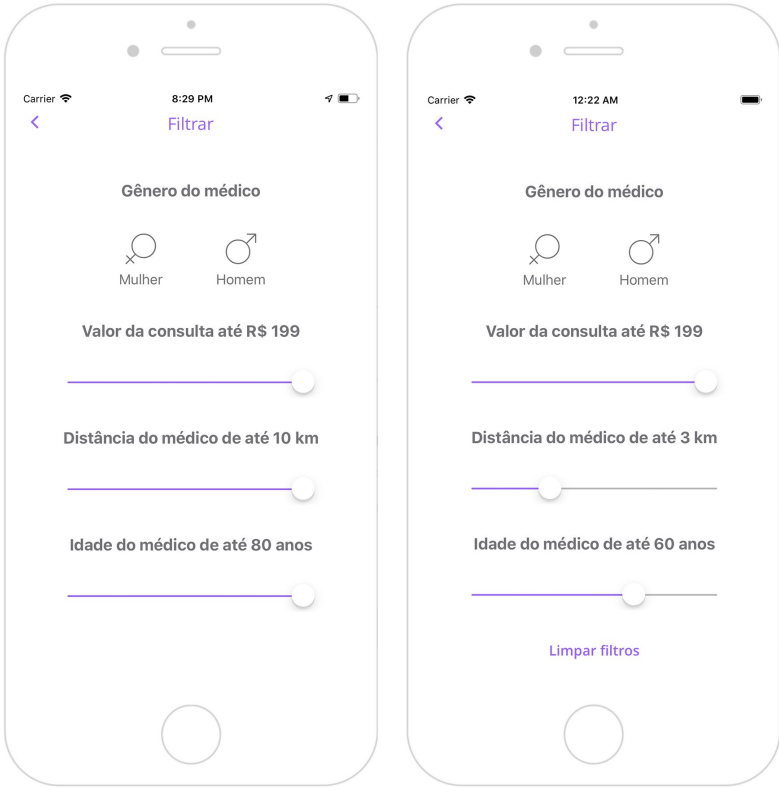 Carrier
8:29 PM
Filtrar
Gênero do médico
Mulher
Homem
Valor da consulta até R$ 199
Distância do médico de até 10 km
Idade do médico de até 80 anos
Carrier
12:22 AM
Filtrar
Gênero do médico
Mulher
Homem
Valor da consulta até R$ 199
Distância do médico de até 3 km
Idade do médico de até 60 anos
Limpar filtros